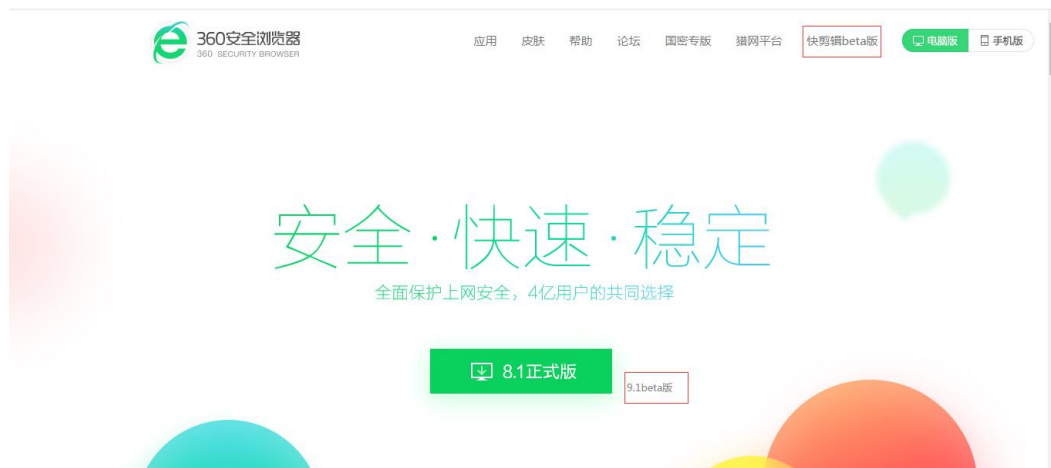 360安全浏览器
360 SECURITY BROWSER
应用 皮肤 帮助 论坛 国密专版 猎网平台 快剪辑beta版 电脑版 手机版
安全·快速·稳定
全面保护上网安全，4亿用户的共同选择
8.1正式版
9.1beta版